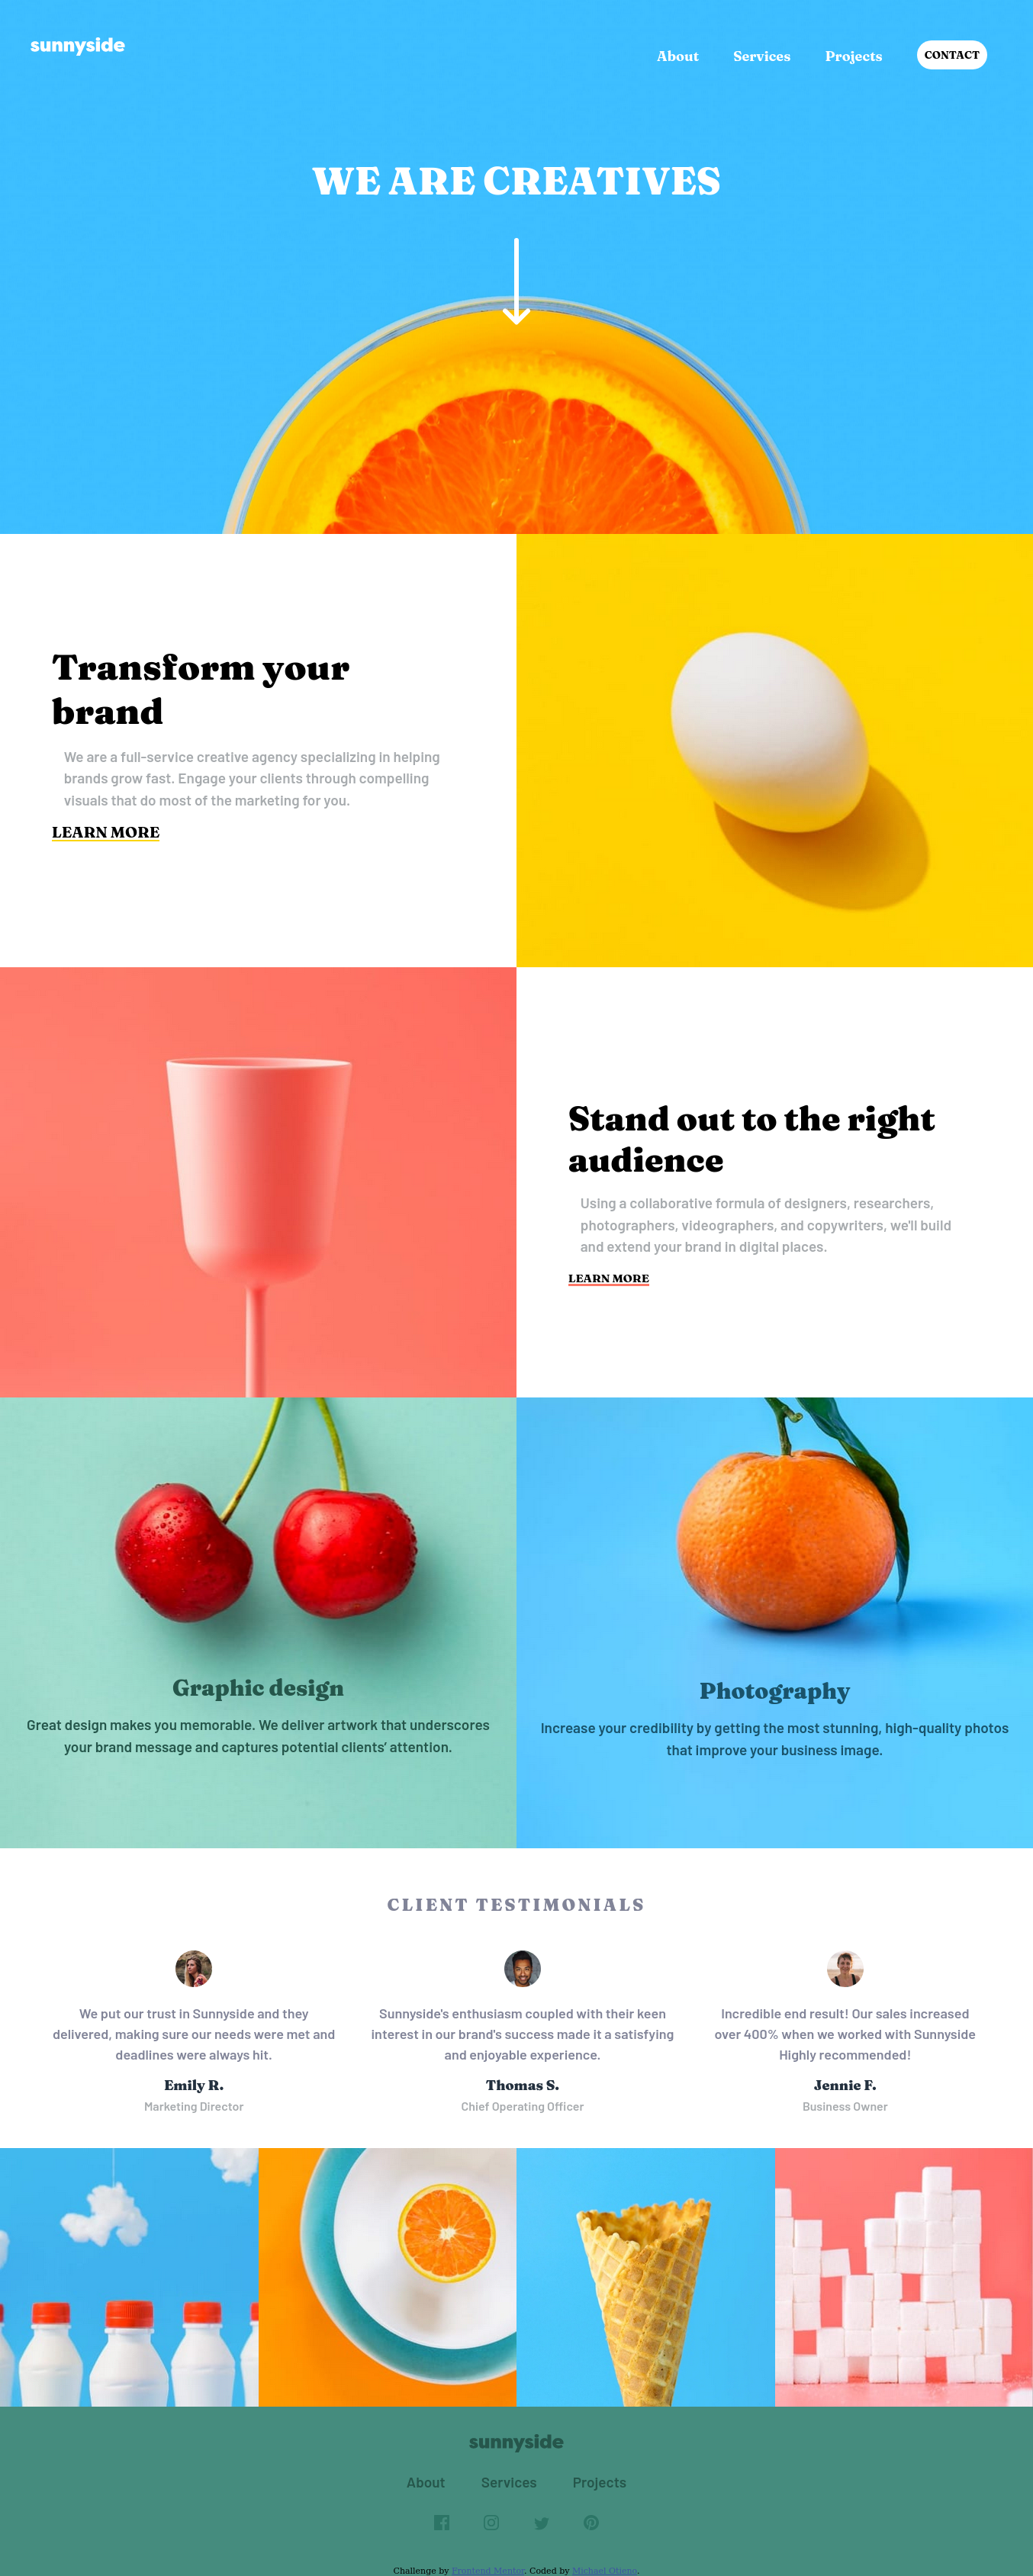 sunnyside
About Services Projects CONTACT
WE ARE CREATIVES
Transform your
brand
We are a full-service creative agency specializing in helping
brands grow fast. Engage your clients through compelling
visuals that do most of the marketing for you.
LEARN MORE
Stand out to the right
audience
Using a collaborative formula of designers, researchers,
photographers, videographers, and copywriters, we'll build
and extend your brand in digital places.
LEARN MORE
Graphic design
Great design makes you memorable. We deliver artwork that underscores
your brand message and captures potential clients’ attention.
Photography
Increase your credibility by getting the most stunning, high-quality photos
that improve your business image.
CLIENT TESTIMONIALS
We put our trust in Sunnyside and they
delivered, making sure our needs were met and
deadlines were always hit.
Emily R.
Marketing Director
Sunnyside's enthusiasm coupled with their keen
interest in our brand's success made it a satisfying
and enjoyable experience.
Thomas S.
Chief Operating Officer
Incredible end result! Our sales increased
over 400% when we worked with Sunnyside
Highly recommended!
Jennie F.
Business Owner
sunnyside
About Services Projects
Challenge by Frontend Mentor. Coded by Michael Otieno.